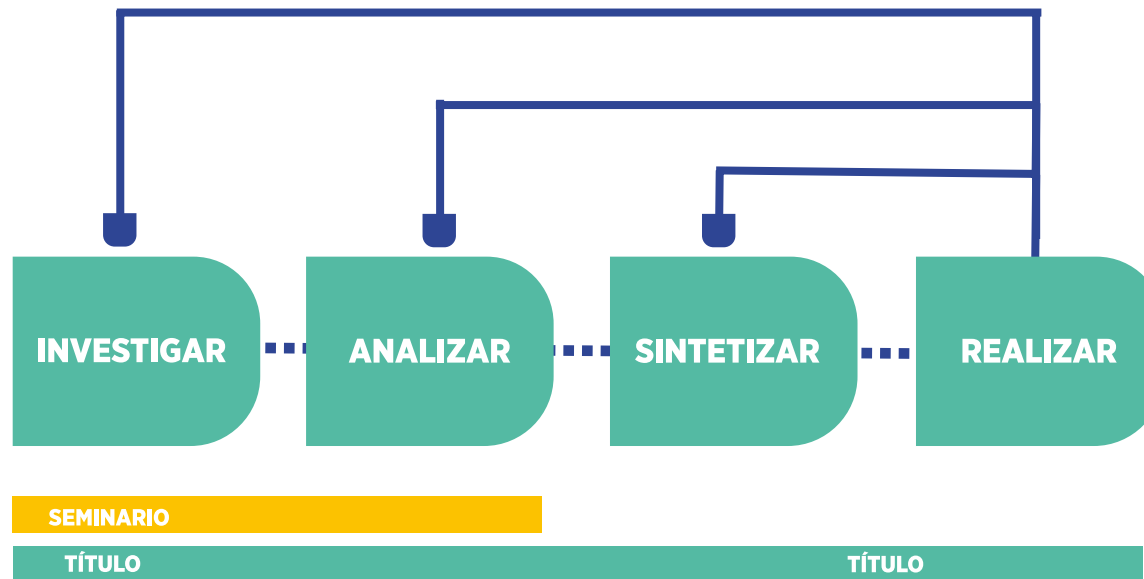 INVESTIGAR
ANALIZAR
SINTETIZAR
REALIZAR
SEMINARIO
TÍTULO
TÍTULO